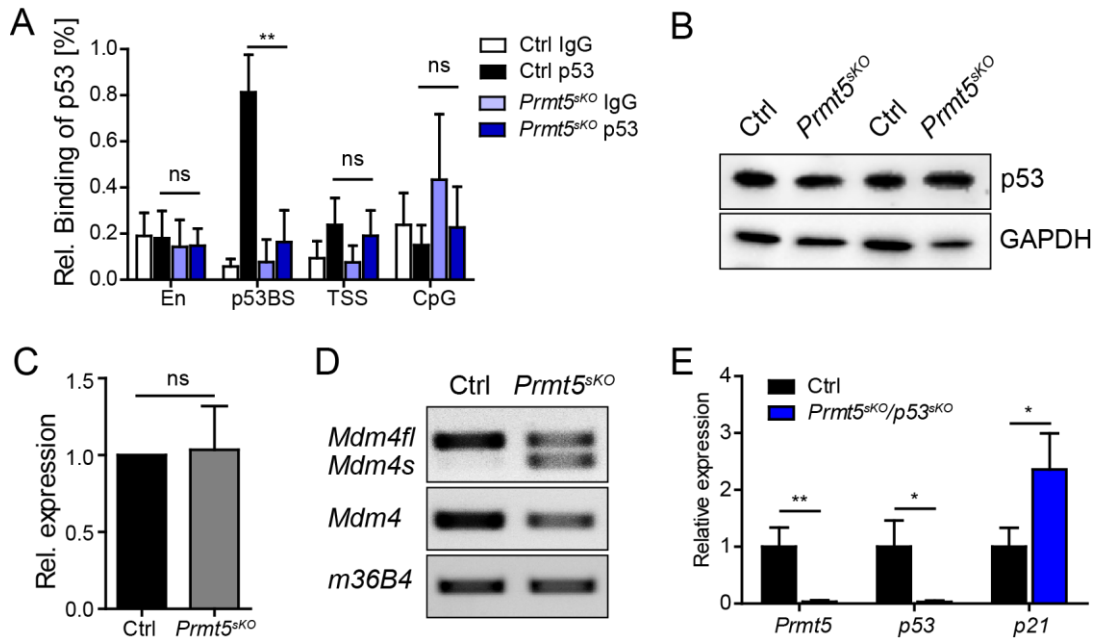 A
Rel. Binding of p53 [%]
1.0
0.8
0.6
0.4
0.2
0.0
ns
**
ns
ns
En
p53BS
TSS
CpG
Ctrl IgG
Ctrl p53
Prmt5sKO IgG
Prmt5sKO p53
B
Ctrl
Prmt5sKO
Ctrl
Prmt5sKO
p53
GAPDH
C
Rel. expression
1.5
1.0
0.5
0.0
ns
Ctrl
Prmt5sKO
D
Ctrl
Prmt5sKO
Mdm4fl
Mdm4s
Mdm4
m36B4
E
Relative expression
4
3
2
1
0
Ctrl
Prmt5sKO/p53sKO
**
*
*
Prmt5
p53
p21